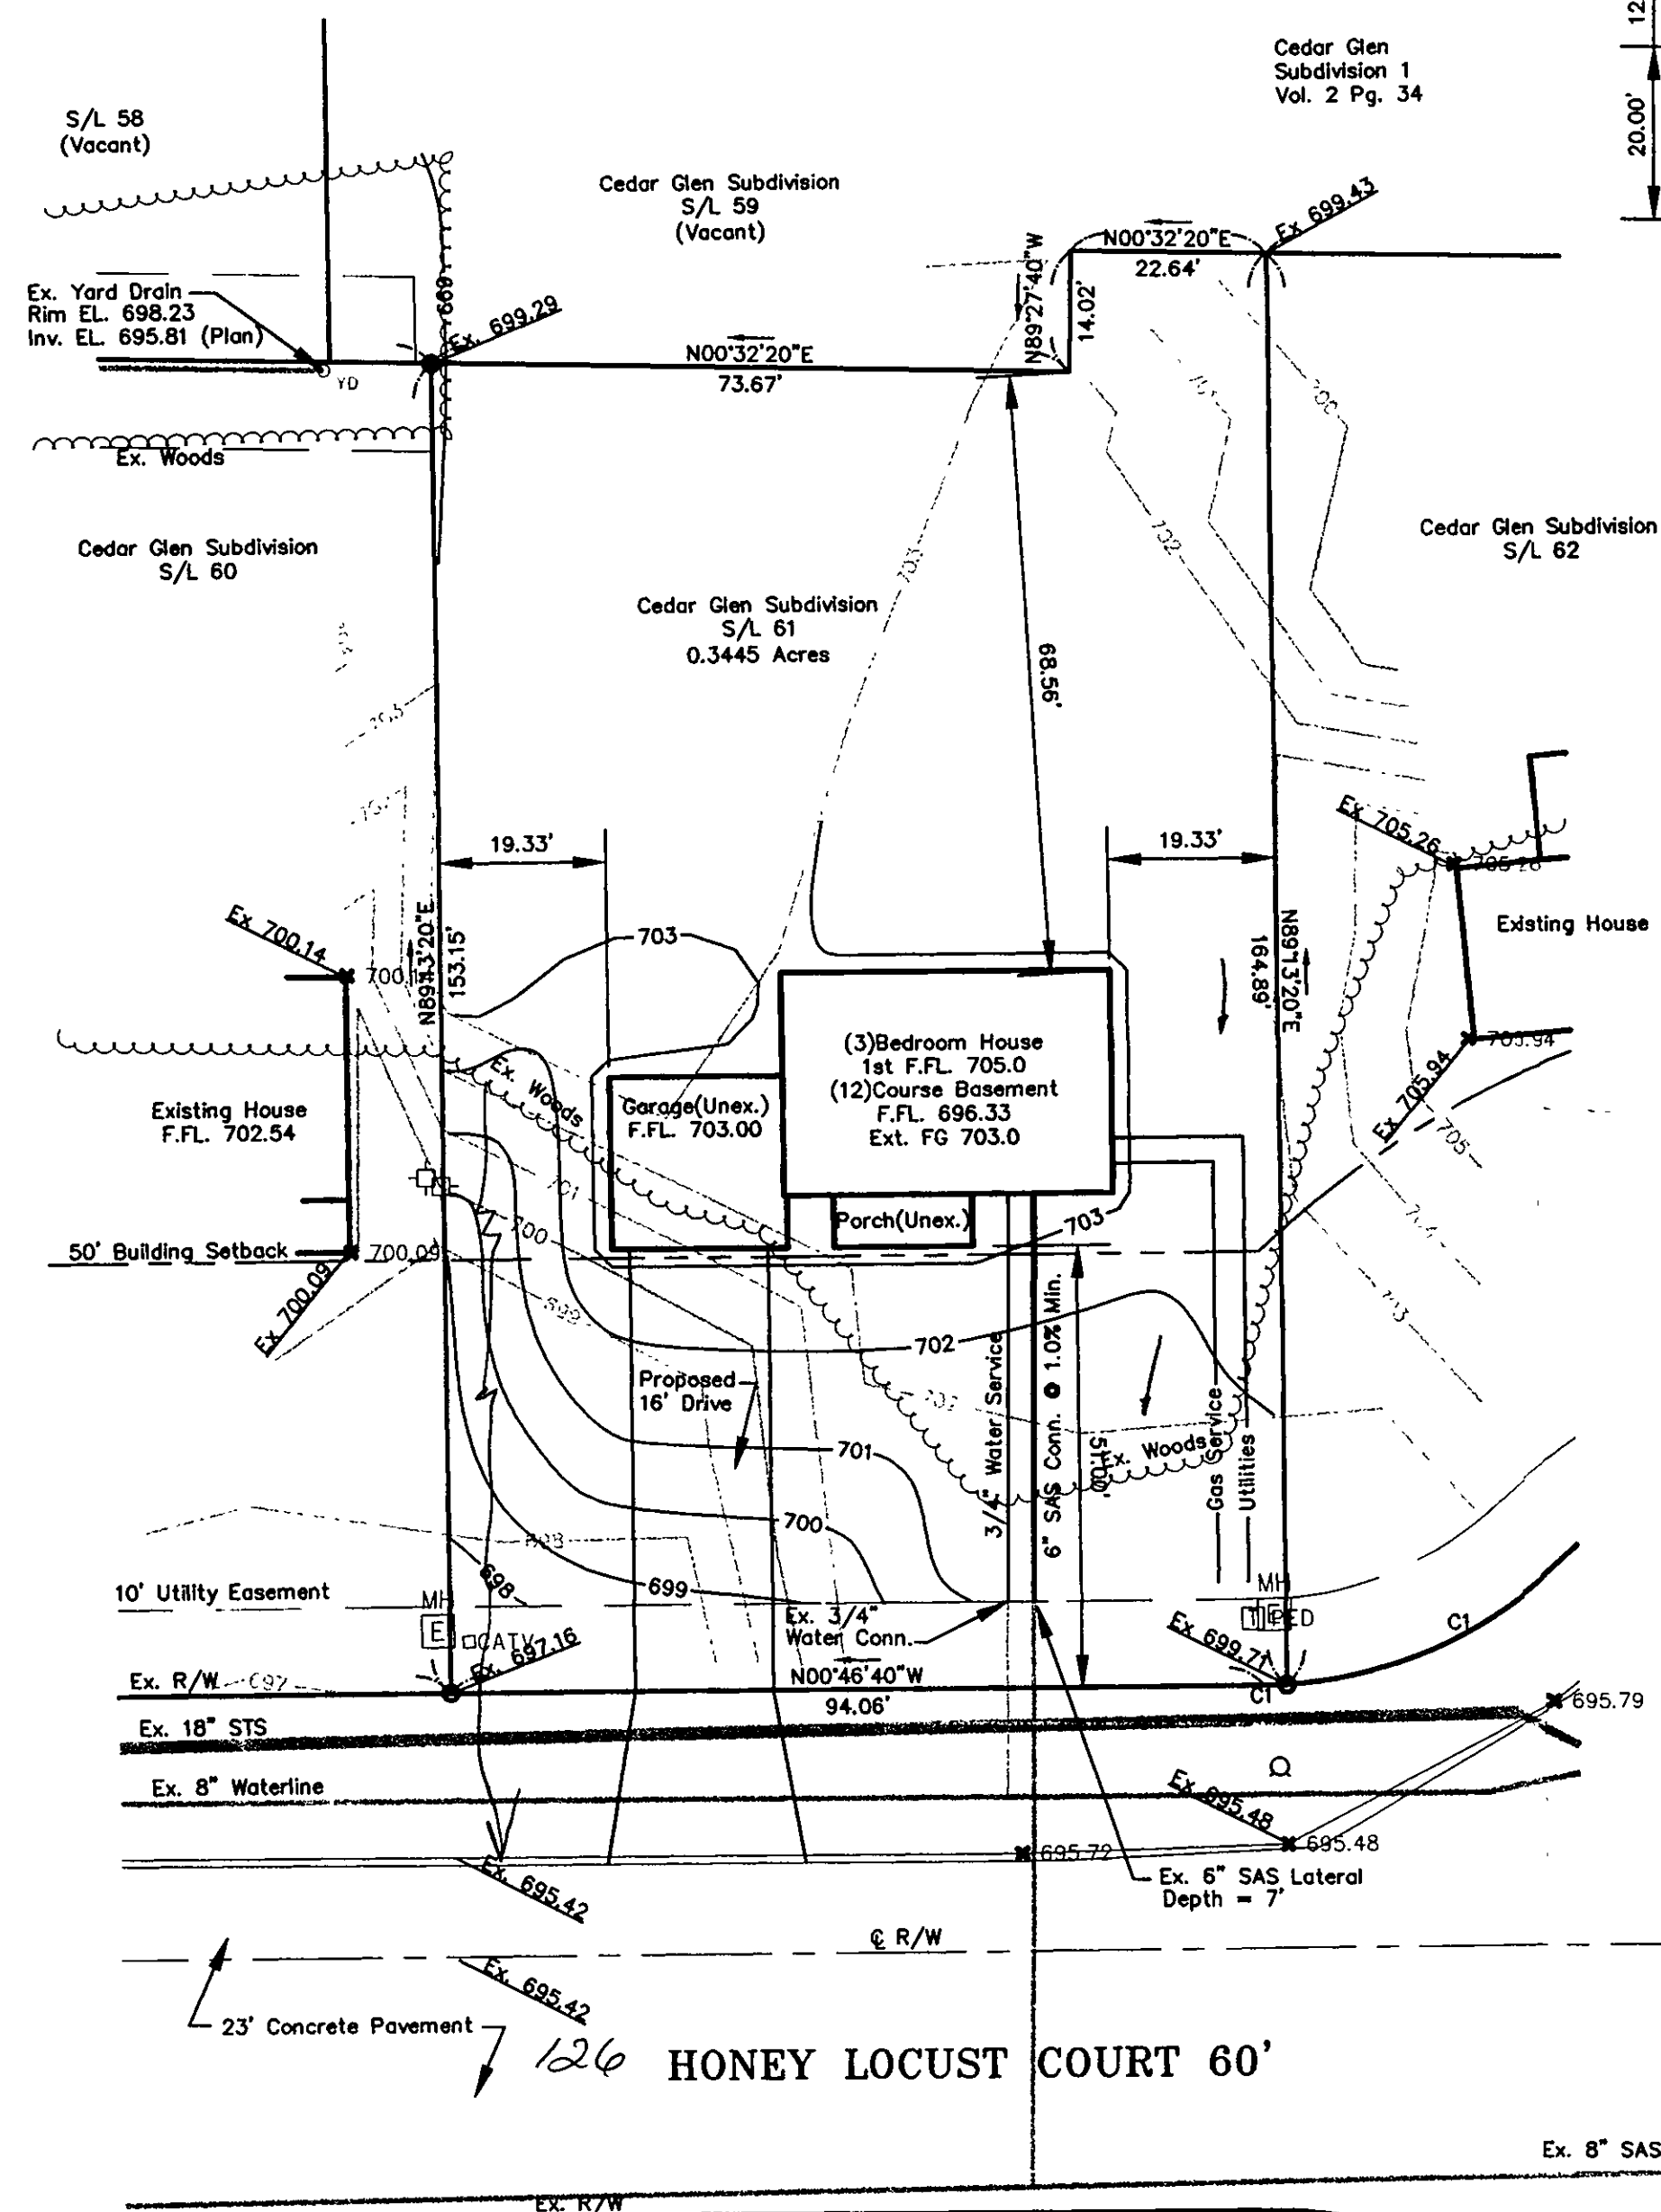 12
20.00'
Cedar Glen
Subdivision 1
Vol. 2 Pg. 34
S/L 58
(Vacant)
Cedar Glen Subdivision
S/L 59
(Vacant)
Ex 699.43
N00°32'20"E
22.64'
N89°27'40"W
14.02'
Ex. Yard Drain
Rim EL. 698.23
Inv. EL. 695.81 (Plan)
YD
699
Ex. 699.29
N00°32'20"E
73.67'
700
Ex. Woods
702
703
Cedar Glen Subdivision
S/L 60
Cedar Glen Subdivision
S/L 62
Cedar Glen Subdivision
S/L 61
0.3445 Acres
68.56'
19.33'
19.33'
Ex 705.26
705.26
Existing House
Ex 700.14
N89°13'20"E
153.15'
703
N89°13'20"E
164.89'
(3)Bedroom House
1st F.FL. 705.0
(12)Course Basement
F.FL. 696.33
Ext. FG 703.0
Garage(Unex.)
F.FL. 703.00
Ex. Woods
Existing House
F.FL. 702.54
705.94
Ex 705.94
705
704
703
701
700
699
Porch(Unex.)
703
50' Building Setback
700.09
Ex 700.09
702
Proposed
16' Drive
701
700
699
698
698
3/4" Water Service
6" SAS Conn. @ 1.0% Min.
51.00'
Ex. Woods
Gas Service
Utilities
10' Utility Easement
MH
E
CATV
Ex. 697.16
Ex. 3/4"
Water Conn.
MH
PED
Ex 699.71
C1
C1
Ex. R/W
697
N00°46'40"W
94.06'
695.79
Ex. 18" STS
Ex. 8" Waterline
Ex 695.48
695.48
695.72
Ex. 695.42
Ex. 6" SAS Lateral
Depth = 7'
℄ R/W
Ex. 695.42
23' Concrete Pavement
126 HONEY LOCUST COURT 60'
Ex. 8" SAS
Ex. R/W